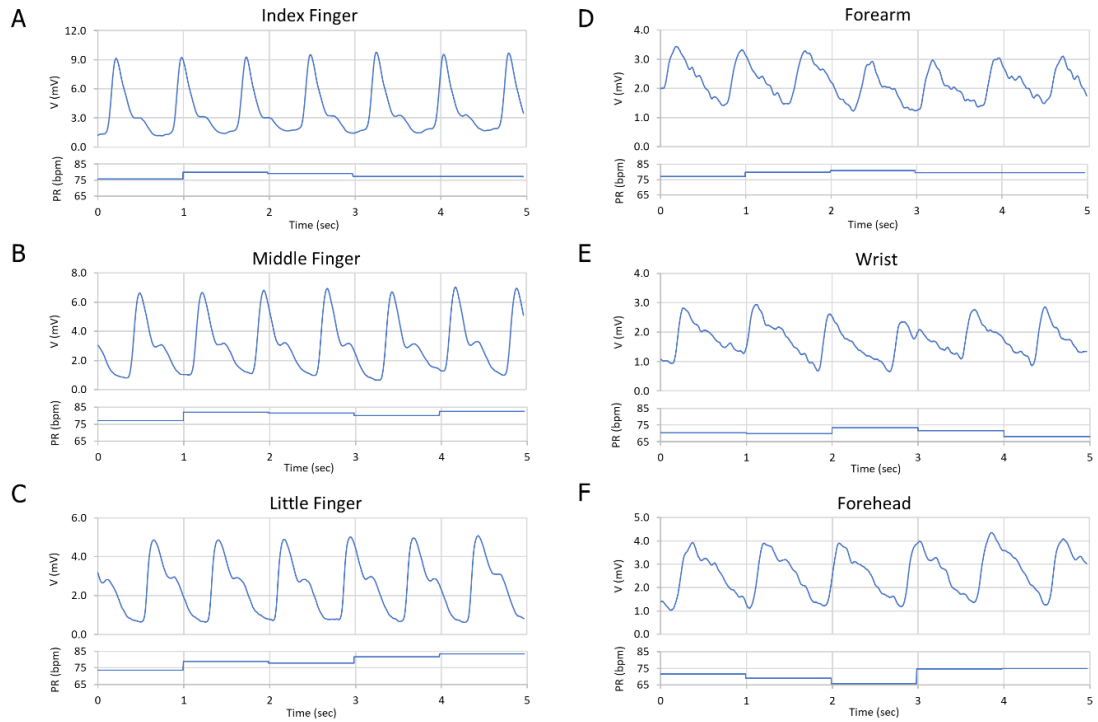 A
Index Finger
12.0
9.0
6.0
3.0
0.0
V (mV)
85
75
65
PR (bpm)
0 1 2 3 4 5
Time (sec)
B
Middle Finger
8.0
6.0
4.0
2.0
0.0
V (mV)
85
75
65
PR (bpm)
0 1 2 3 4 5
Time (sec)
C
Little Finger
6.0
4.0
2.0
0.0
V (mV)
85
75
65
PR (bpm)
0 1 2 3 4 5
Time (sec)
D
Forearm
4.0
3.0
2.0
1.0
0.0
V (mV)
85
75
65
PR (bpm)
0 1 2 3 4 5
Time (sec)
E
Wrist
4.0
3.0
2.0
1.0
0.0
V (mV)
85
75
65
PR (bpm)
0 1 2 3 4 5
Time (sec)
F
Forehead
5.0
4.0
3.0
2.0
1.0
0.0
V (mV)
85
75
65
PR (bpm)
0 1 2 3 4 5
Time (sec)